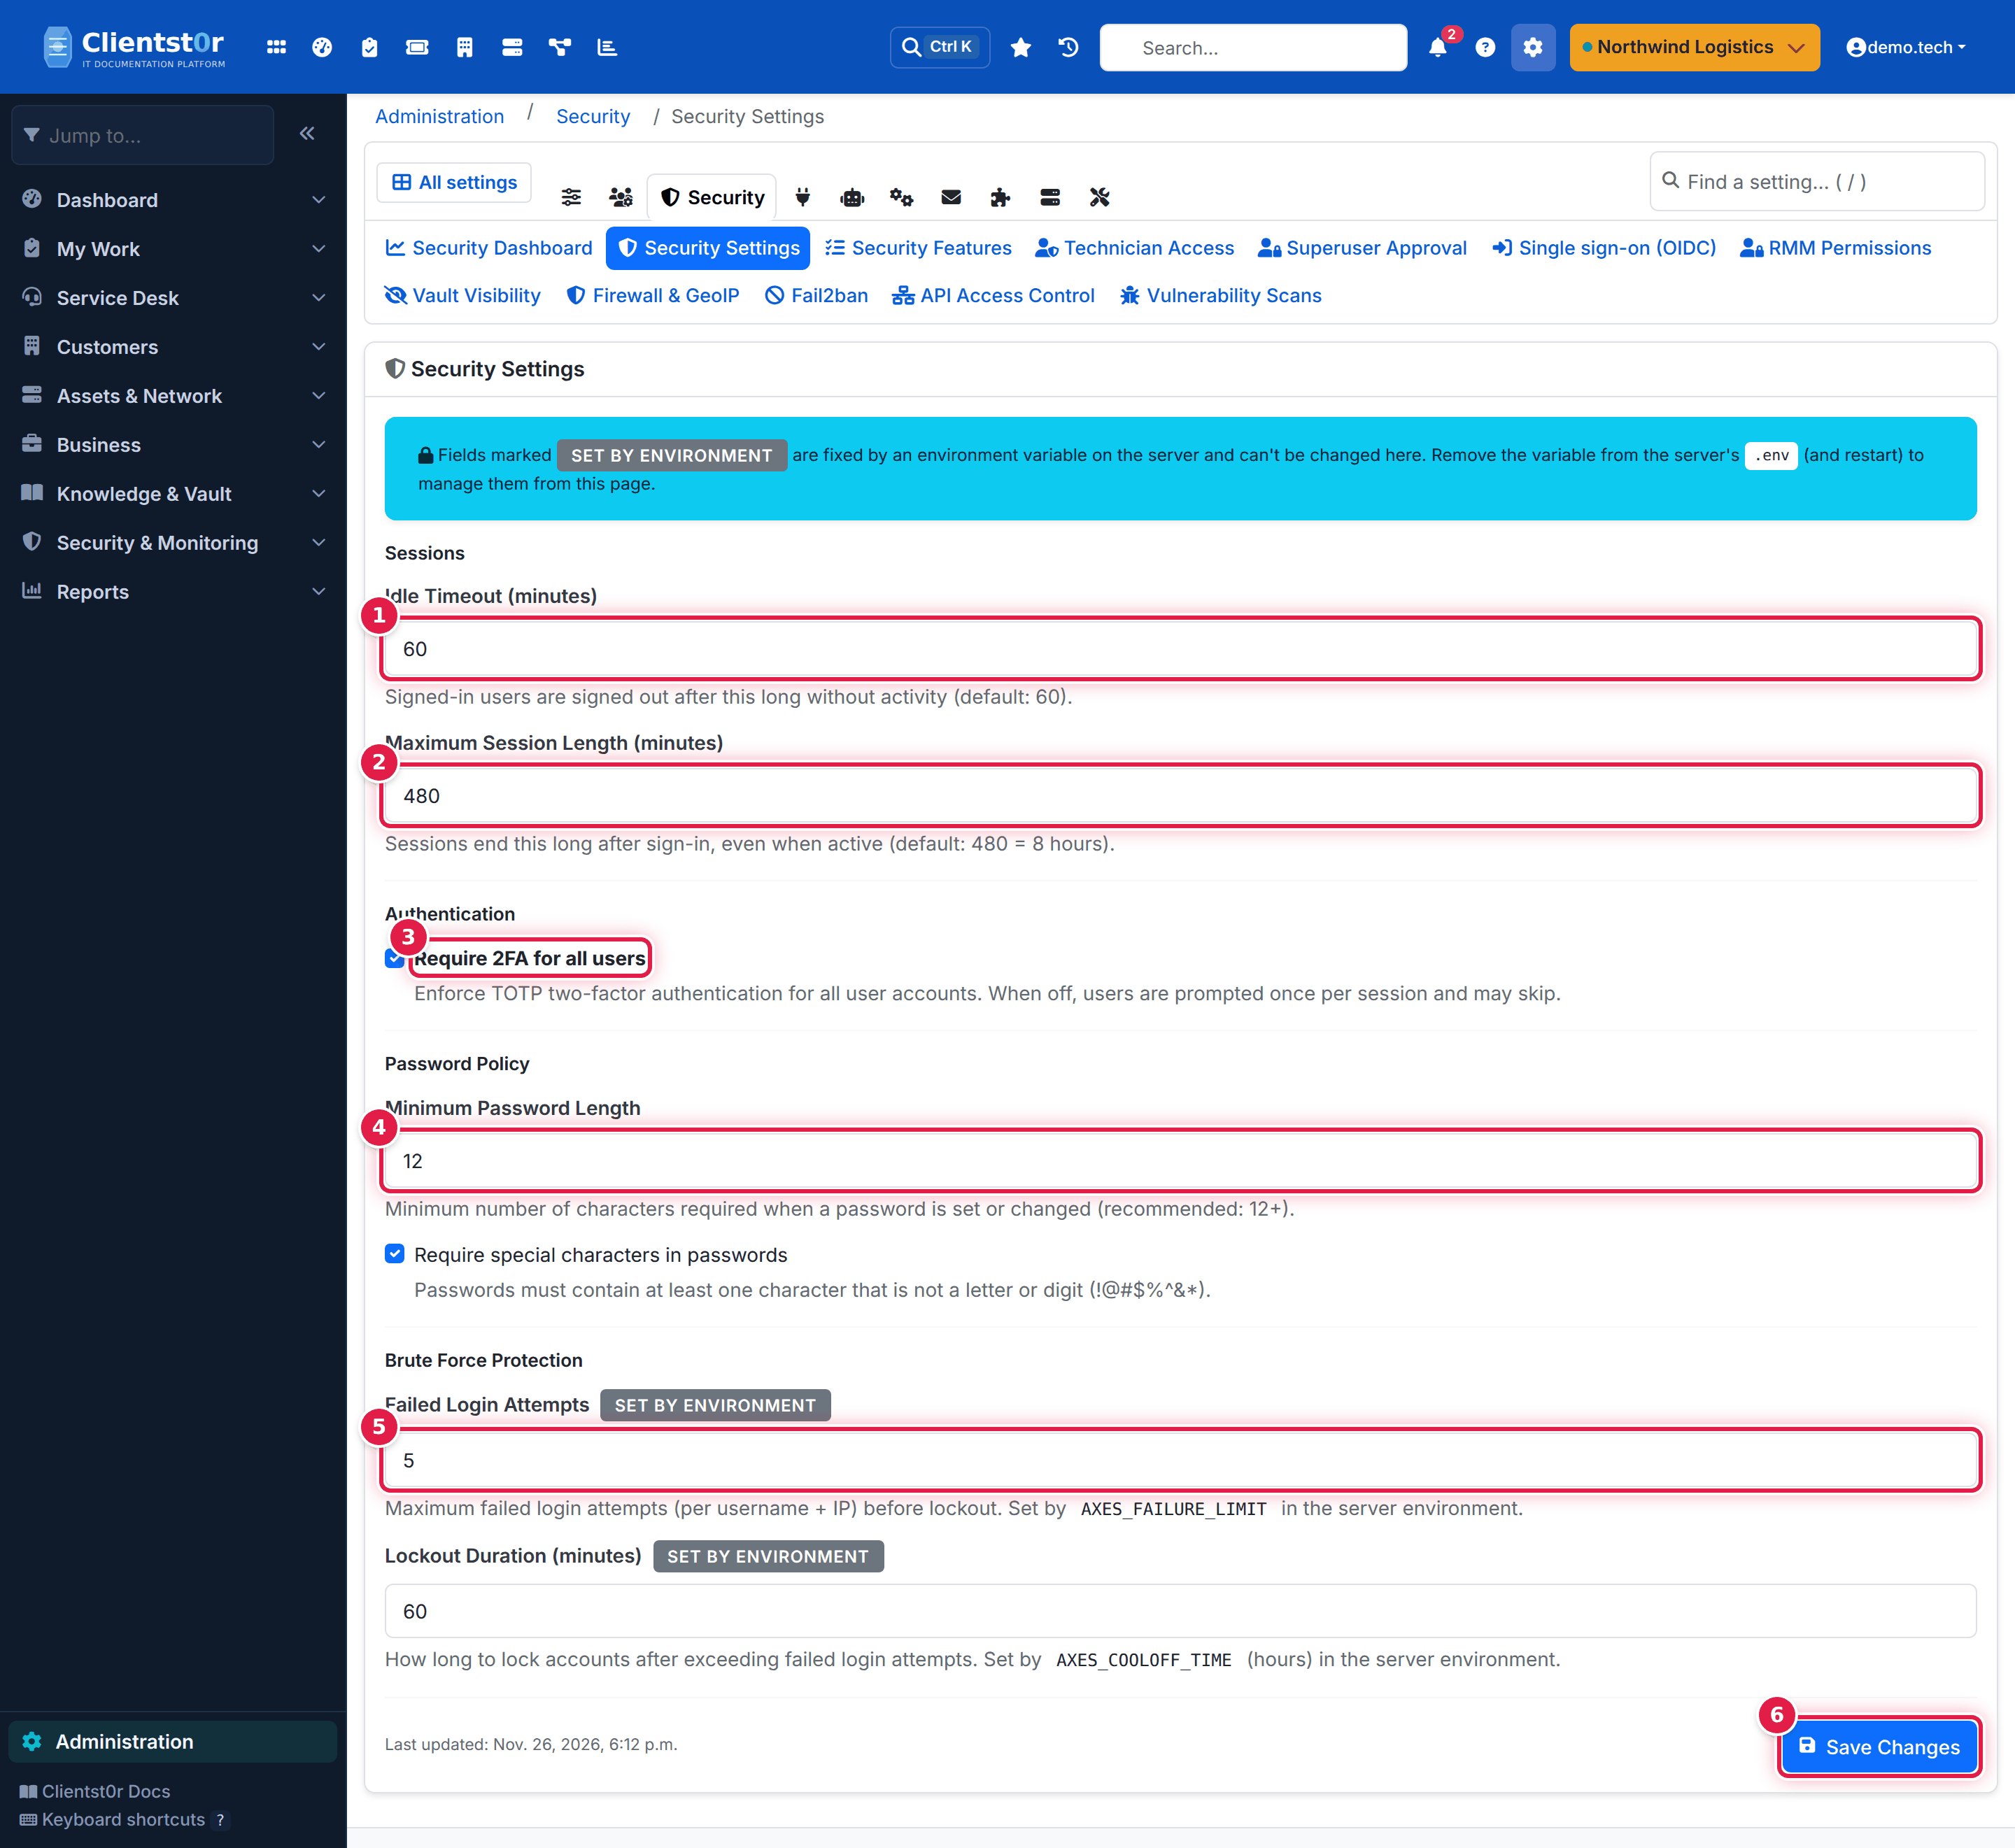 Clientst0r
IT DOCUMENTATION PLATFORM
Ctrl K
Search...
2
?
Northwind Logistics
demo.tech
Jump to...
Dashboard
My Work
Service Desk
Customers
Assets & Network
Business
Knowledge & Vault
Security & Monitoring
Reports
Administration
Clientst0r Docs
Keyboard shortcuts ?
Administration / Security / Security Settings
All settings
Security
Find a setting... ( / )
Security Dashboard
Security Settings
Security Features
Technician Access
Superuser Approval
Single sign-on (OIDC)
RMM Permissions
Vault Visibility
Firewall & GeoIP
Fail2ban
API Access Control
Vulnerability Scans
Security Settings
Fields marked SET BY ENVIRONMENT are fixed by an environment variable on the server and can't be changed here. Remove the variable from the server's .env (and restart) to
manage them from this page.
Sessions
Idle Timeout (minutes)
1
60
Signed-in users are signed out after this long without activity (default: 60).
Maximum Session Length (minutes)
2
480
Sessions end this long after sign-in, even when active (default: 480 = 8 hours).
Authentication
3
Require 2FA for all users
Enforce TOTP two-factor authentication for all user accounts. When off, users are prompted once per session and may skip.
Password Policy
Minimum Password Length
4
12
Minimum number of characters required when a password is set or changed (recommended: 12+).
Require special characters in passwords
Passwords must contain at least one character that is not a letter or digit (!@#$%^&*).
Brute Force Protection
Failed Login Attempts SET BY ENVIRONMENT
5
5
Maximum failed login attempts (per username + IP) before lockout. Set by AXES_FAILURE_LIMIT in the server environment.
Lockout Duration (minutes) SET BY ENVIRONMENT
60
How long to lock accounts after exceeding failed login attempts. Set by AXES_COOLOFF_TIME (hours) in the server environment.
Last updated: Nov. 26, 2026, 6:12 p.m.
6
Save Changes